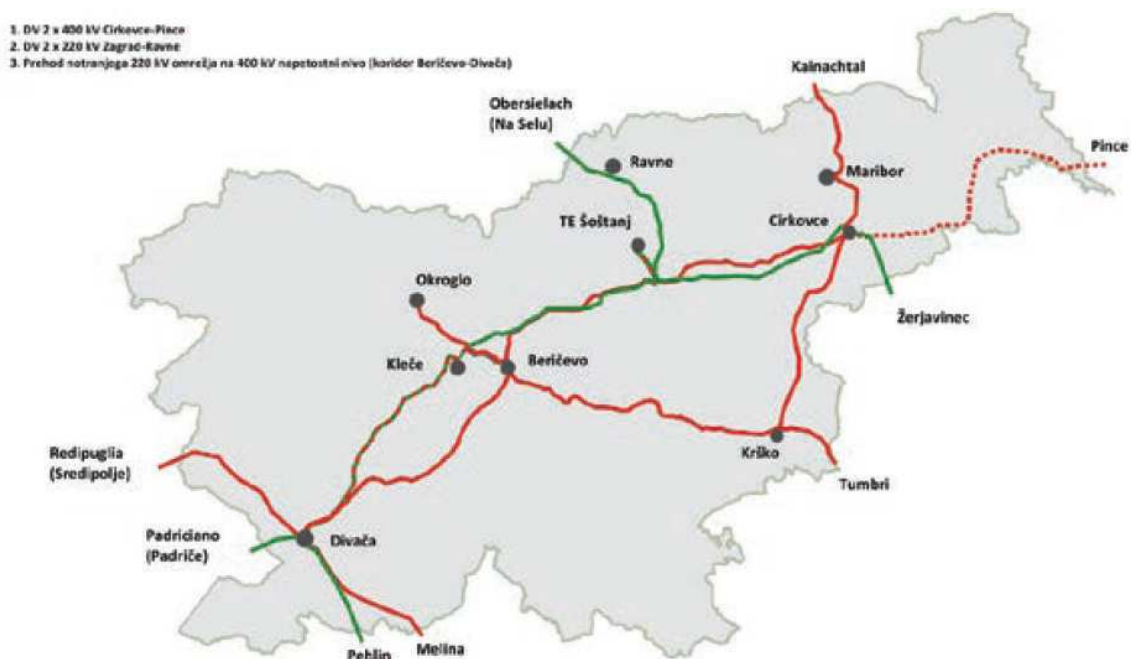 1. DV 2 x 400 kV Cirkovce-Pince
2. DV 2 x 220 kV Zagrad-Ravne
3. Prehod notranjega 220 kV omrežja na 400 kV napetostni nivo (koridor Beričevo-Divača)
Kainachtal
Obersielach
(Na Selu)
Ravne
Pince
Maribor
TE Šoštanj
Cirkovce
Okroglo
Žerjavinec
Kleče
Beričevo
Redipuglia
(Sredipolje)
Krško
Tumbri
Padriciano
(Padriče)
Divača
Pehlin
Melina